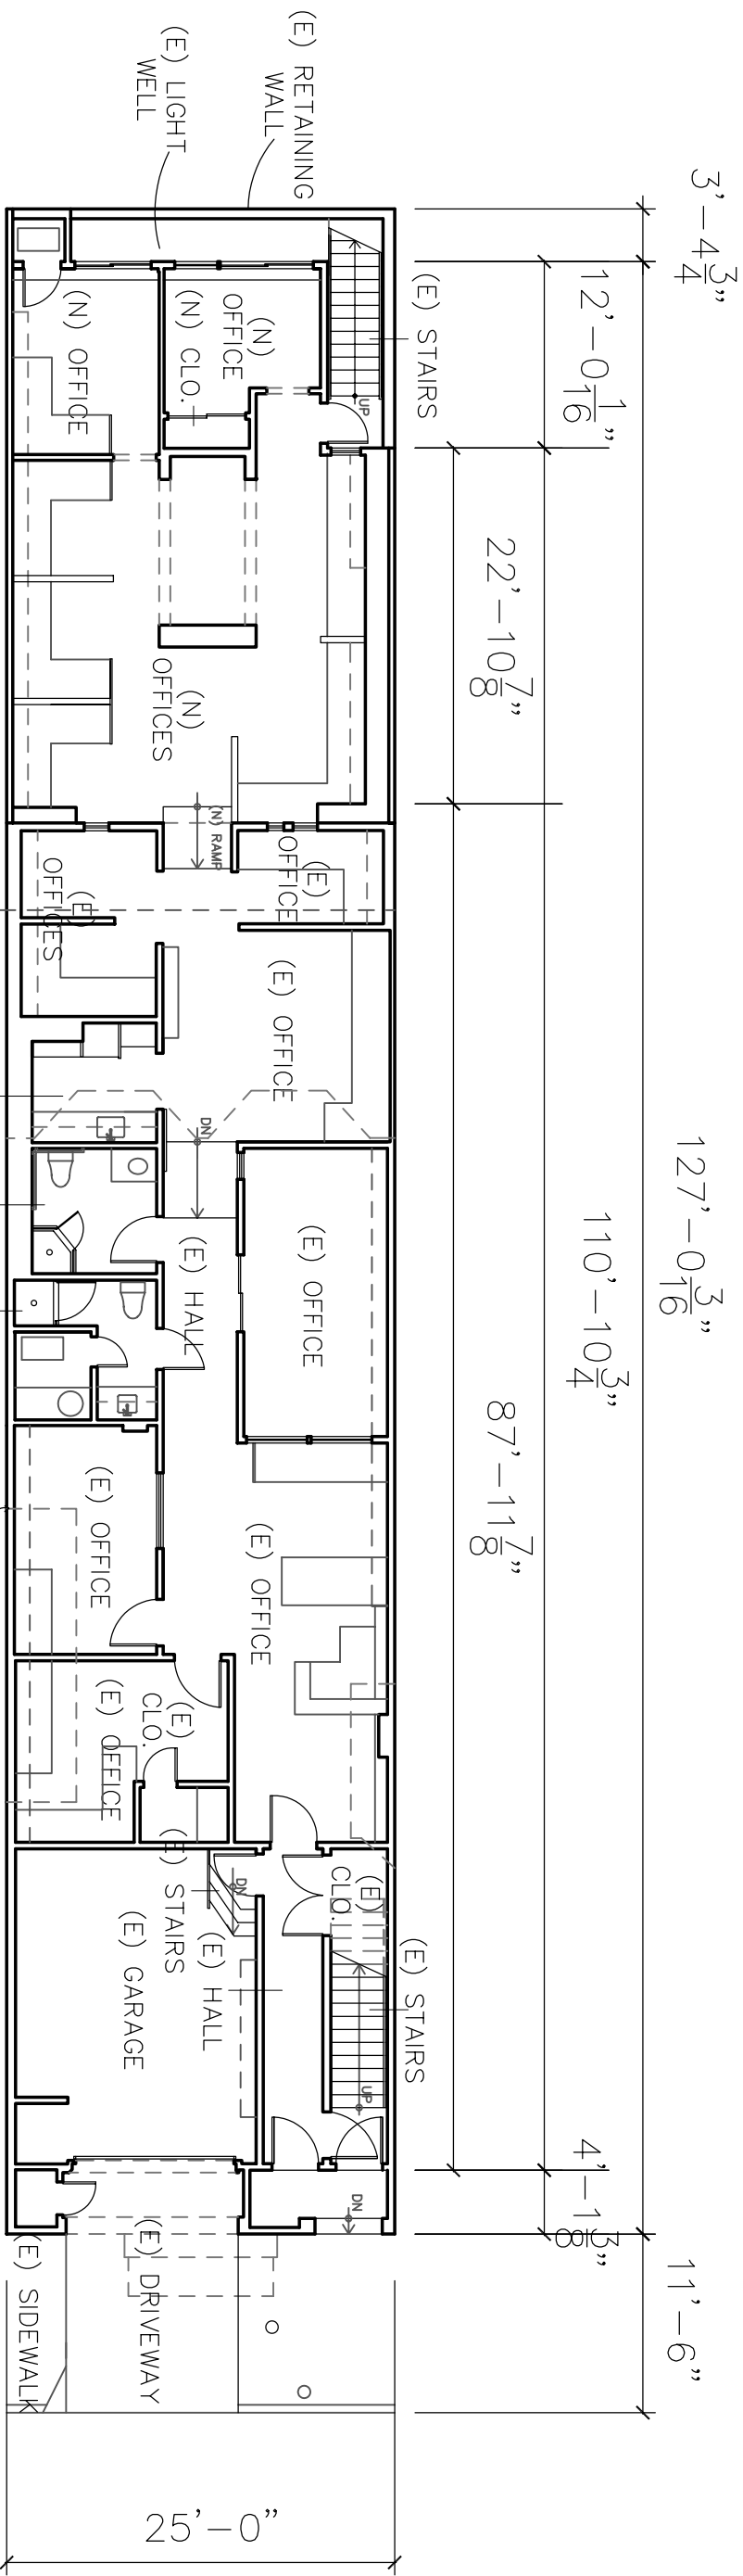 (E) RETAINING
WALL
(E) LIGHT
WELL
3'-4 3/4"
12'-0 1/16"
(E) STAIRS
UP
(N) OFFICE
(N)
OFFICE
(N) CLO.
22'-10 7/8"
(N)
OFFICES
(N) RAMP
(E)
OFFICE
(E)
OFFICES
(E) OFFICE
DN
127'-0 3/16"
110'-10 3/4"
87'-11 7/8"
(E) OFFICE
(E) HALL
(E) OFFICE
(E) OFFICE
(E)
CLO.
(E) OFFICE
(E)
STAIRS
DN
(E)
CLO.
(E) HALL
(E) GARAGE
(E) STAIRS
UP
DN
4'-1 3/8"
11'-6"
(E) DRIVEWAY
(E) SIDEWALK
25'-0"